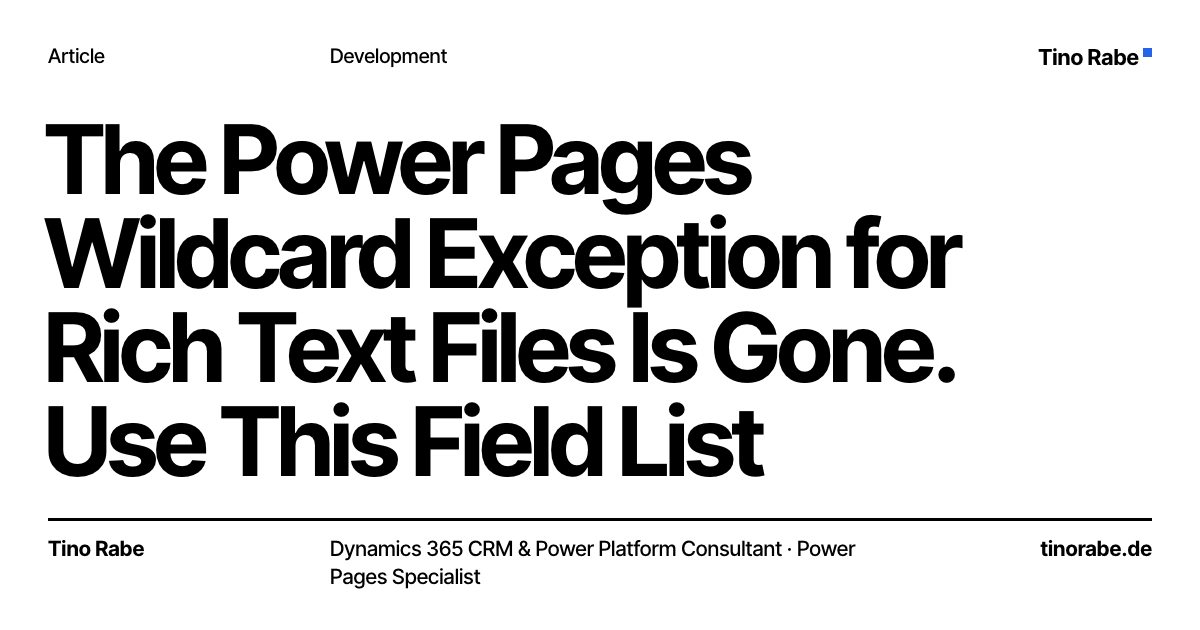 Article
Development
Tino Rabe
The Power Pages
Wildcard Exception for
Rich Text Files Is Gone.
Use This Field List
Tino Rabe
Dynamics 365 CRM & Power Platform Consultant · Power
Pages Specialist
tinorabe.de